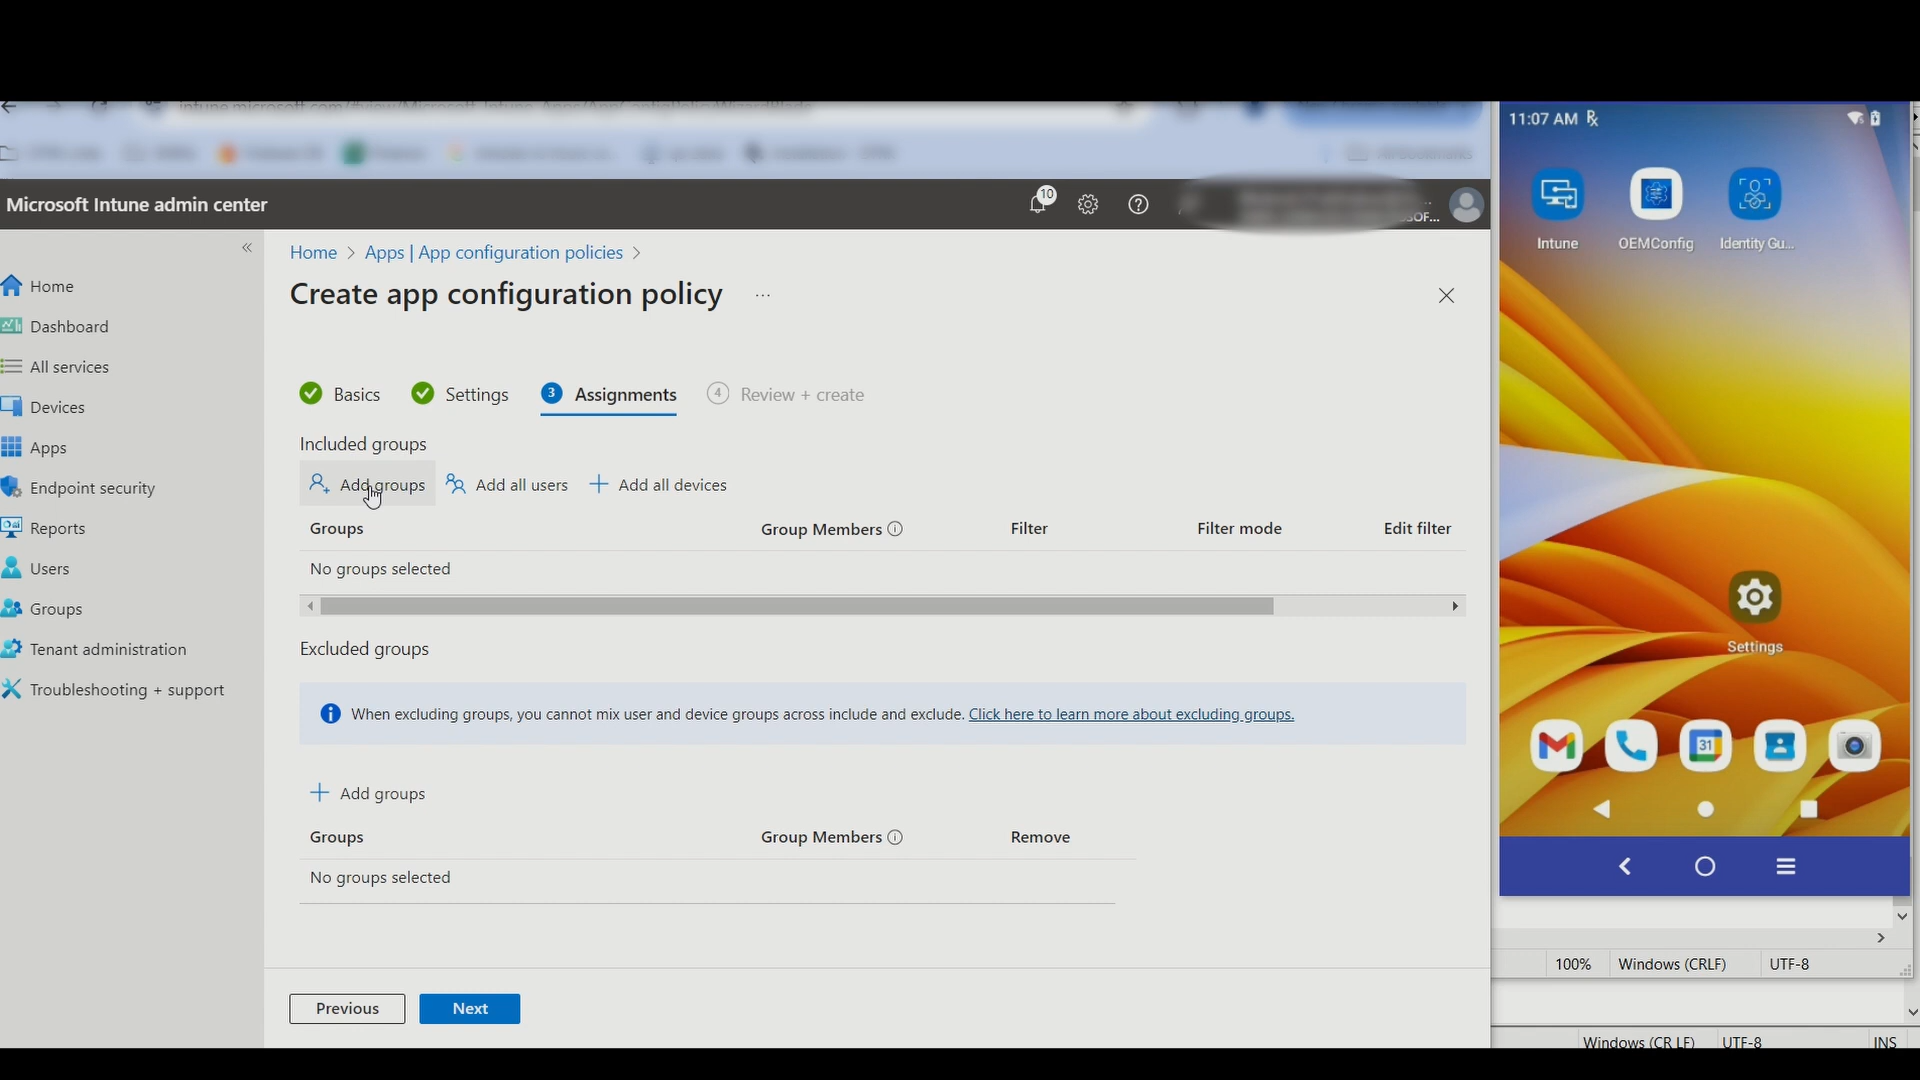 Microsoft Intune admin center
10
Home
Dashboard
All services
Devices
Apps
Endpoint security
Reports
Users
Groups
Tenant administration
Troubleshooting + support
Home > Apps | App configuration policies >
Create app configuration policy ...
Basics Settings 3 Assignments 4 Review + create
Included groups
Add groups Add all users Add all devices
Groups Group Members Filter Filter mode Edit filter
No groups selected
Excluded groups
When excluding groups, you cannot mix user and device groups across include and exclude. Click here to learn more about excluding groups.
Add groups
Groups Group Members Remove
No groups selected
Previous Next
11:07 AM
Intune OEMConfig Identity Gu...
Settings
31
100% Windows (CRLF) UTF-8
Windows (CR LF) UTF-8 INS